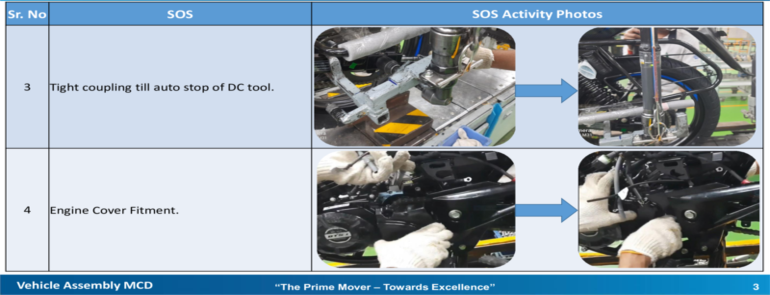 Sr. No SOS SOS Activity Photos
3 Tight coupling till auto stop of DC tool.
4 Engine Cover Fitment.
Vehicle Assembly MCD "The Prime Mover – Towards Excellence" 3